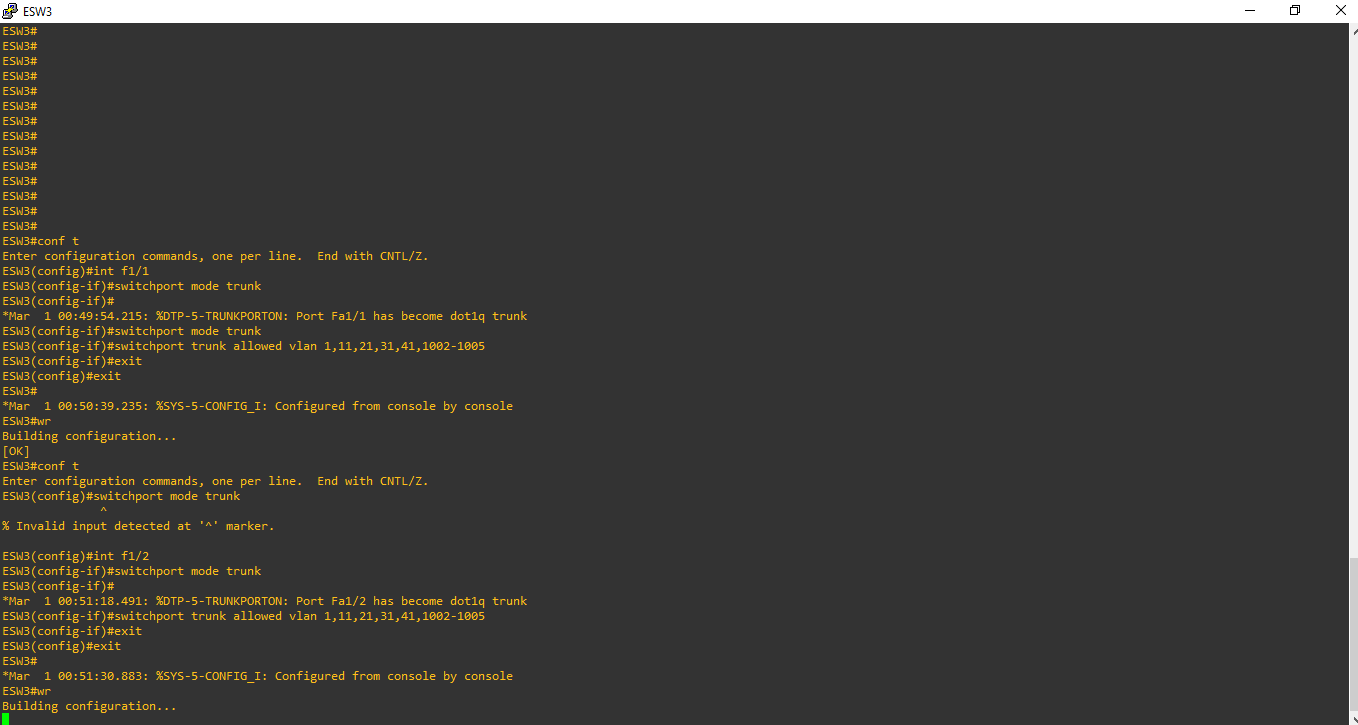 ESW3
ESW3#
ESW3#
ESW3#
ESW3#
ESW3#
ESW3#
ESW3#
ESW3#
ESW3#
ESW3#
ESW3#
ESW3#
ESW3#
ESW3#
ESW3#conf t
Enter configuration commands, one per line.  End with CNTL/Z.
ESW3(config)#int f1/1
ESW3(config-if)#switchport mode trunk
ESW3(config-if)#
*Mar  1 00:49:54.215: %DTP-5-TRUNKPORTON: Port Fa1/1 has become dot1q trunk
ESW3(config-if)#switchport mode trunk
ESW3(config-if)#switchport trunk allowed vlan 1,11,21,31,41,1002-1005
ESW3(config-if)#exit
ESW3(config)#exit
ESW3#
*Mar  1 00:50:39.235: %SYS-5-CONFIG_I: Configured from console by console
ESW3#wr
Building configuration...
[OK]
ESW3#conf t
Enter configuration commands, one per line.  End with CNTL/Z.
ESW3(config)#switchport mode trunk
              ^
% Invalid input detected at '^' marker.

ESW3(config)#int f1/2
ESW3(config-if)#switchport mode trunk
ESW3(config-if)#
*Mar  1 00:51:18.491: %DTP-5-TRUNKPORTON: Port Fa1/2 has become dot1q trunk
ESW3(config-if)#switchport trunk allowed vlan 1,11,21,31,41,1002-1005
ESW3(config-if)#exit
ESW3(config)#exit
ESW3#
*Mar  1 00:51:30.883: %SYS-5-CONFIG_I: Configured from console by console
ESW3#wr
Building configuration...